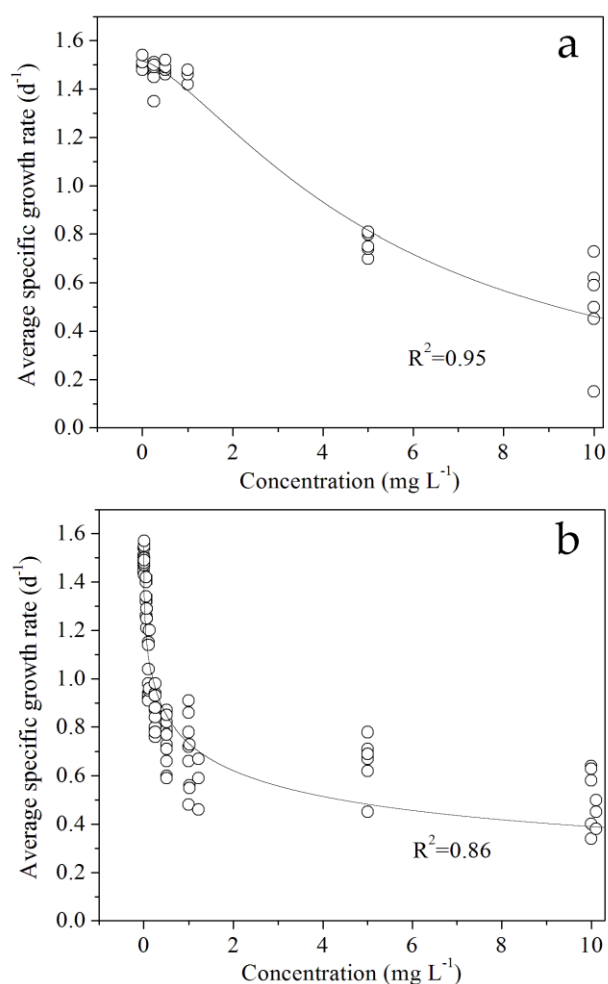 a
1.6
1.4
1.2
1.0
0.8
0.6
0.4
0.2
0.0
Average specific growth rate (d⁻¹)
R²=0.95
0 2 4 6 8 10
Concentration (mg L⁻¹)
b
1.6
1.4
1.2
1.0
0.8
0.6
0.4
0.2
0.0
Average specific growth rate (d⁻¹)
R²=0.86
0 2 4 6 8 10
Concentration (mg L⁻¹)